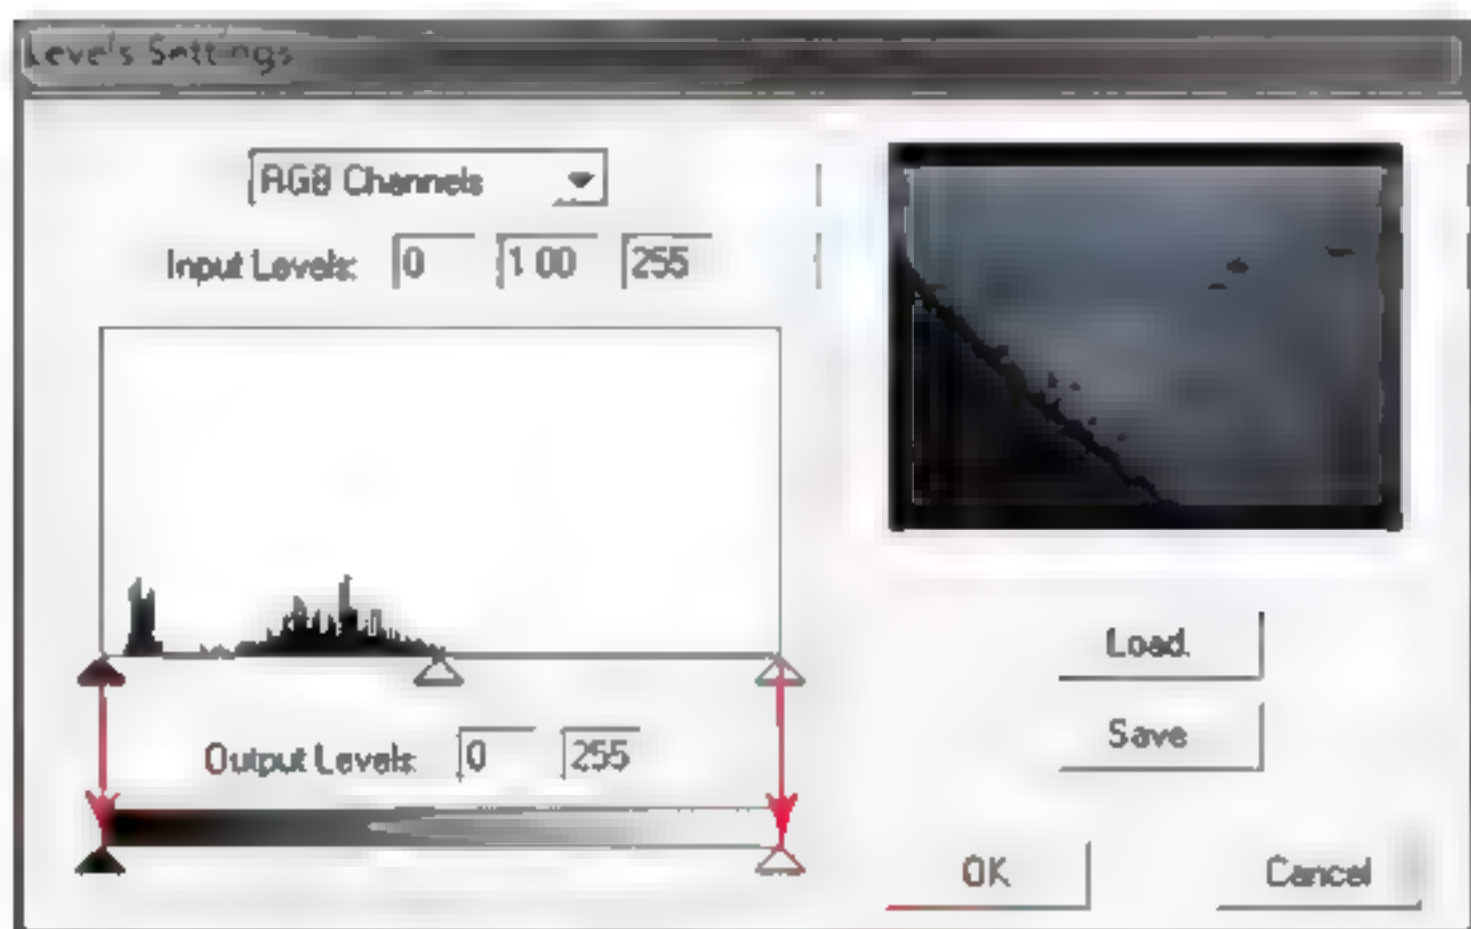 Levels Settings
RGB Channels
Input Levels: 0 1.00 255
Output Levels: 0 255
Load
Save
OK
Cancel